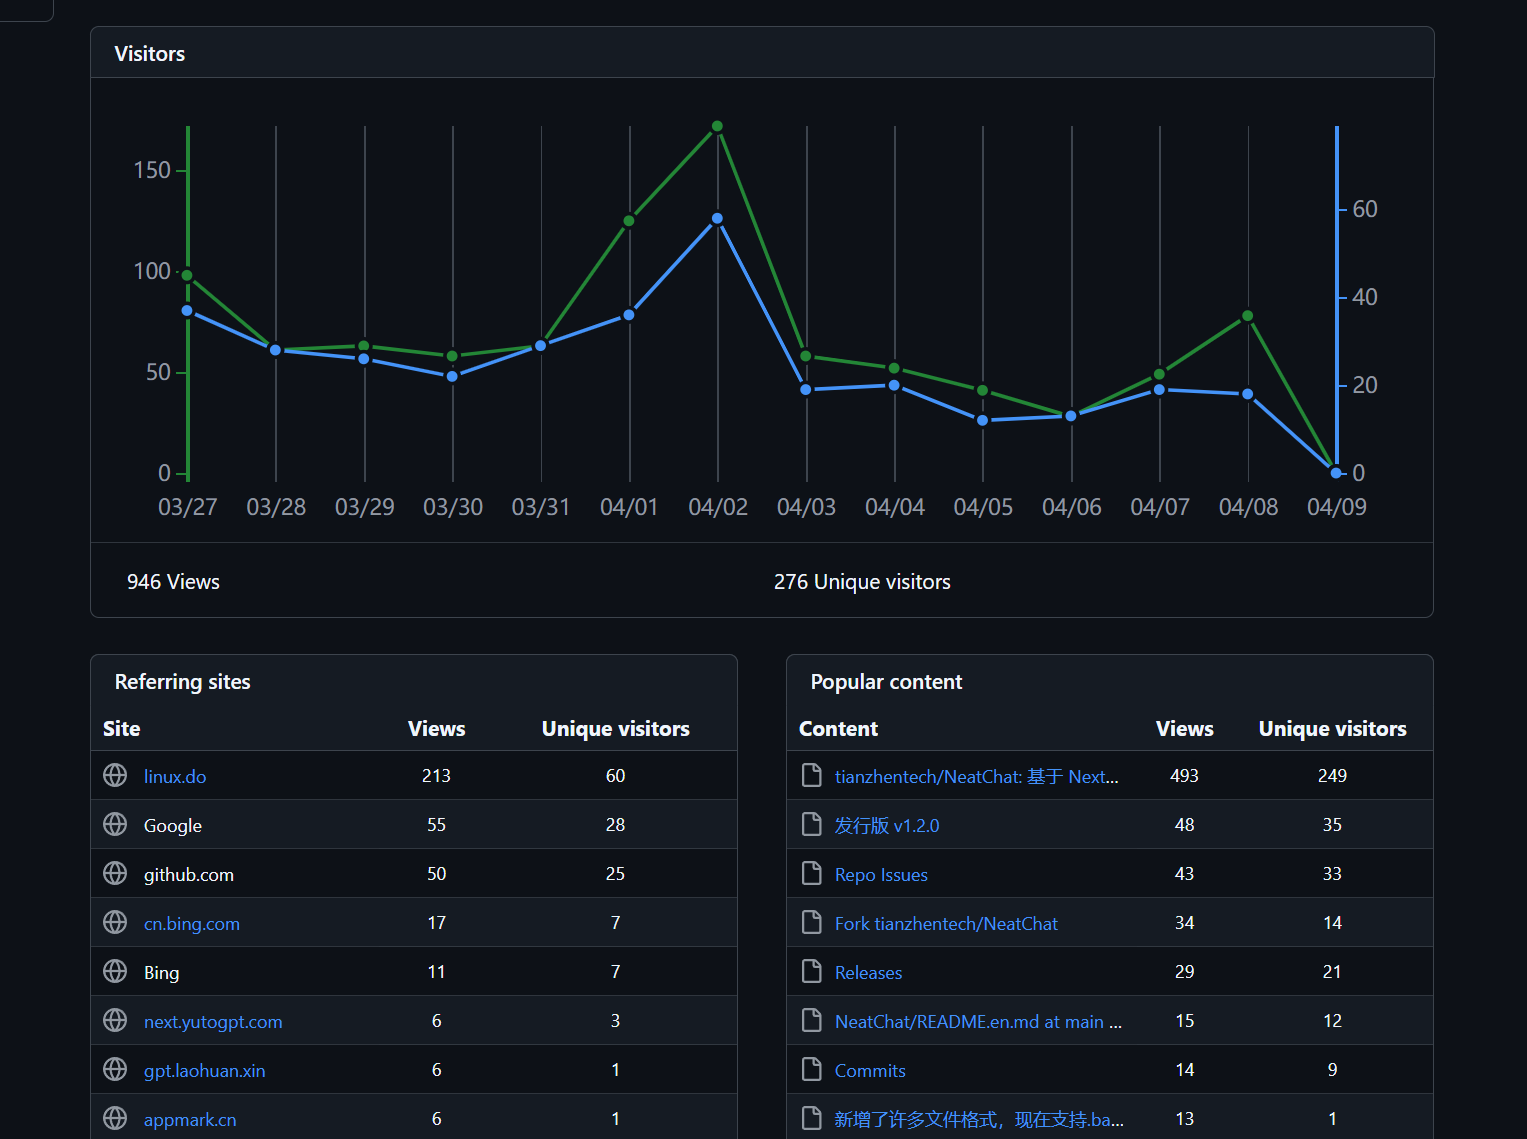 Visitors
150
100
50
0
60
40
20
0
03/27 03/28 03/29 03/30 03/31 04/01 04/02 04/03 04/04 04/05 04/06 04/07 04/08 04/09
946 Views
276 Unique visitors
Referring sites
Site Views Unique visitors
linux.do 213 60
Google 55 28
github.com 50 25
cn.bing.com 17 7
Bing 11 7
next.yutogpt.com 6 3
gpt.laohuan.xin 6 1
appmark.cn 6 1
Popular content
Content Views Unique visitors
tianzhentech/NeatChat: 基于 Next... 493 249
发行版 v1.2.0 48 35
Repo Issues 43 33
Fork tianzhentech/NeatChat 34 14
Releases 29 21
NeatChat/README.en.md at main ... 15 12
Commits 14 9
新增了许多文件格式，现在支持.ba... 13 1